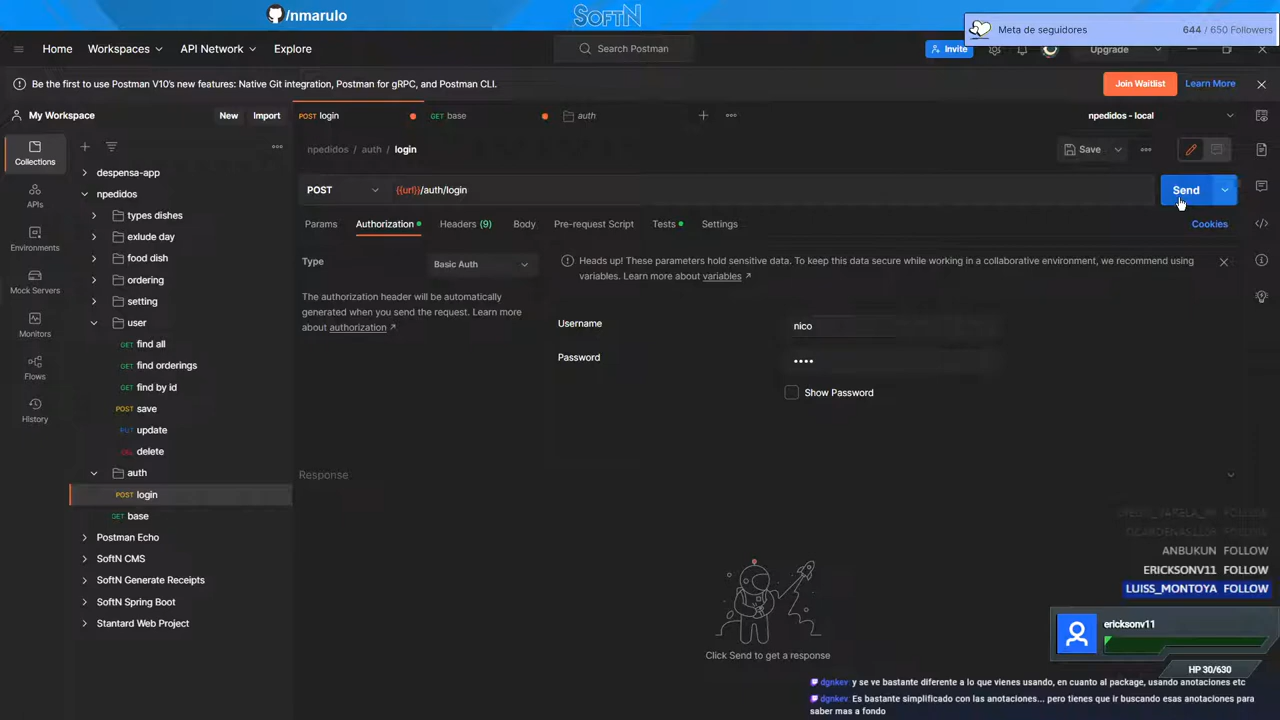 /nmarulo
SOFTN
Meta de seguidores 644 / 650 Followers
Home Workspaces API Network Explore
Search Postman
Invite
Upgrade
Be the first to use Postman V10's new features: Native Git integration, Postman for gRPC, and Postman CLI.
Join Waitlist Learn More
My Workspace New Import
POST login GET base auth
npedidos - local
Collections
APIs
Environments
Mock Servers
Monitors
Flows
History
despensa-app
npedidos
types dishes
exlude day
food dish
ordering
setting
user
GET find all
GET find orderings
GET find by id
POST save
PUT update
DEL delete
auth
POST login
GET base
Postman Echo
SoftN CMS
SoftN Generate Receipts
SoftN Spring Boot
Stantard Web Project
npedidos / auth / login
Save
POST {{url}}/auth/login
Send
Params Authorization Headers (9) Body Pre-request Script Tests Settings
Cookies
Type Basic Auth
The authorization header will be automatically
generated when you send the request. Learn more
about authorization
Heads up! These parameters hold sensitive data. To keep this data secure while working in a collaborative environment, we recommend using
variables. Learn more about variables
Username nico
Password ••••
Show Password
Response
Click Send to get a response
FOLLOW
FOLLOW
ANBUKUN FOLLOW
ERICKSONV11 FOLLOW
LUISS_MONTOYA FOLLOW
ericksonv11
HP 30/630
dgnkev: y se ve bastante diferente a lo que vienes usando, en cuanto al package, usando anotaciones etc
dgnkev: Es bastante simplificado con las anotaciones... pero tienes que ir buscando esas anotaciones para
saber mas a fondo